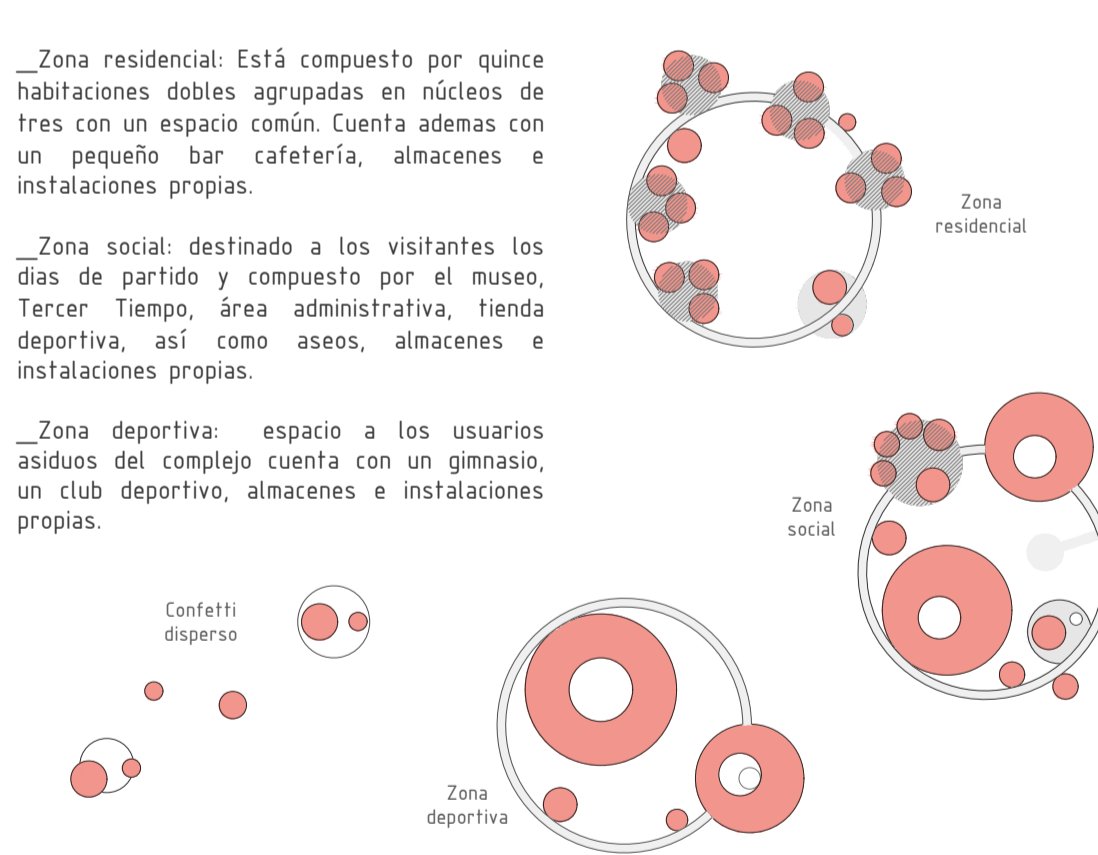 __Zona residencial: Está compuesto por quince
habitaciones dobles agrupadas en núcleos de
tres con un espacio común. Cuenta ademas con
un pequeño bar cafetería, almacenes e
instalaciones propias.
__Zona social: destinado a los visitantes los
dias de partido y compuesto por el museo,
Tercer Tiempo, área administrativa, tienda
deportiva, así como aseos, almacenes e
instalaciones propias.
__Zona deportiva: espacio a los usuarios
asiduos del complejo cuenta con un gimnasio,
un club deportivo, almacenes e instalaciones
propias.
Zona
residencial
Zona
social
Confetti
disperso
Zona
deportiva